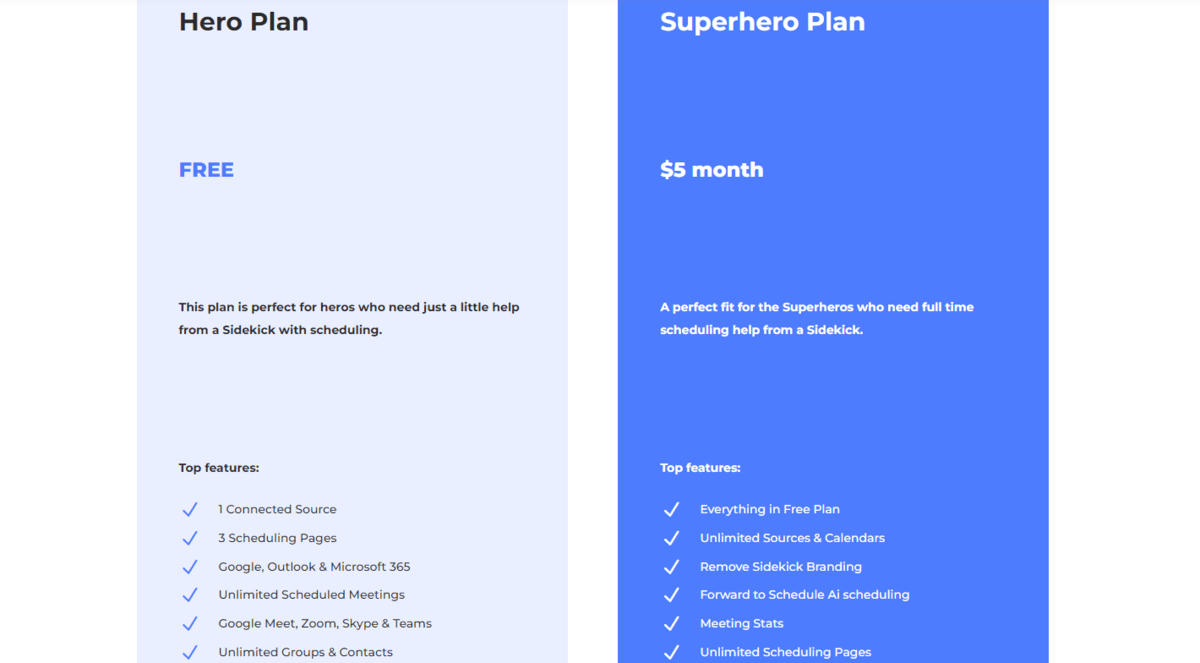 Hero Plan
FREE
This plan is perfect for heros who need just a little help
from a Sidekick with scheduling.
Top features:
1 Connected Source
3 Scheduling Pages
Google, Outlook & Microsoft 365
Unlimited Scheduled Meetings
Google Meet, Zoom, Skype & Teams
Unlimited Groups & Contacts
Superhero Plan
$5 month
A perfect fit for the Superheros who need full time
scheduling help from a Sidekick.
Top features:
Everything in Free Plan
Unlimited Sources & Calendars
Remove Sidekick Branding
Forward to Schedule Ai scheduling
Meeting Stats
Unlimited Scheduling Pages